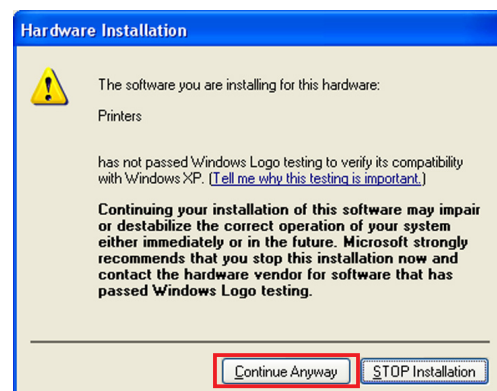 Hardware Installation
The software you are installing for this hardware:
Printers
has not passed Windows Logo testing to verify its compatibility
with Windows XP. (Tell me why this testing is important.)
Continuing your installation of this software may impair
or destabilize the correct operation of your system
either immediately or in the future. Microsoft strongly
recommends that you stop this installation now and
contact the hardware vendor for software that has
passed Windows Logo testing.
Continue Anyway STOP Installation